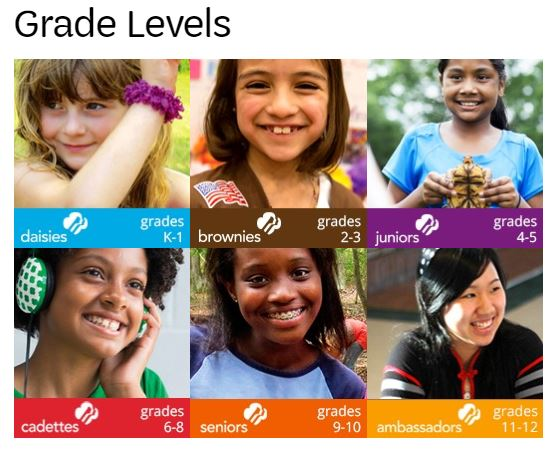 Grade Levels
daisies grades K-1
brownies grades 2-3
juniors grades 4-5
cadettes grades 6-8
seniors grades 9-10
ambassadors grades 11-12